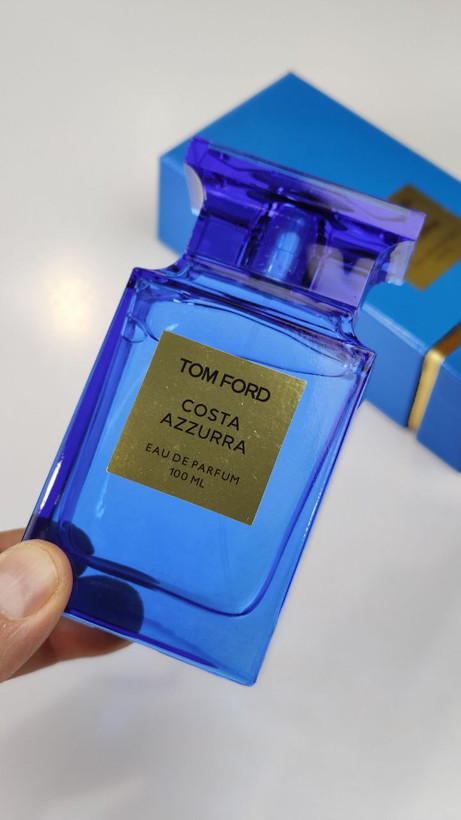 TOM FORD
COSTA
AZZURRA
EAU DE PARFUM
100 ML